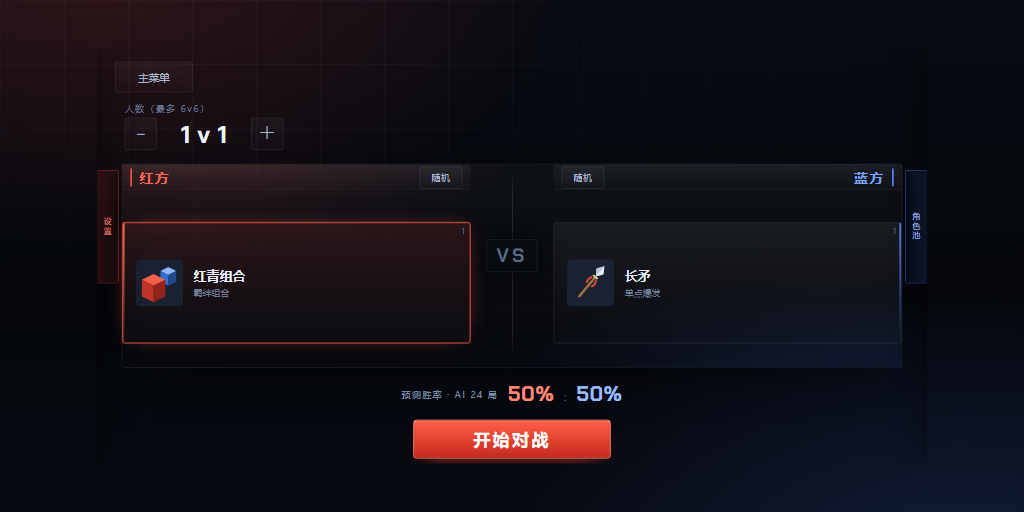 主菜单
人数（最多 6v6）
− 1 v 1 +
红方
随机
随机
蓝方
设置
角色池
1
红青组合
羁绊组合
VS
1
长矛
单点爆发
预测胜率 · AI 24 局 50% : 50%
开始对战